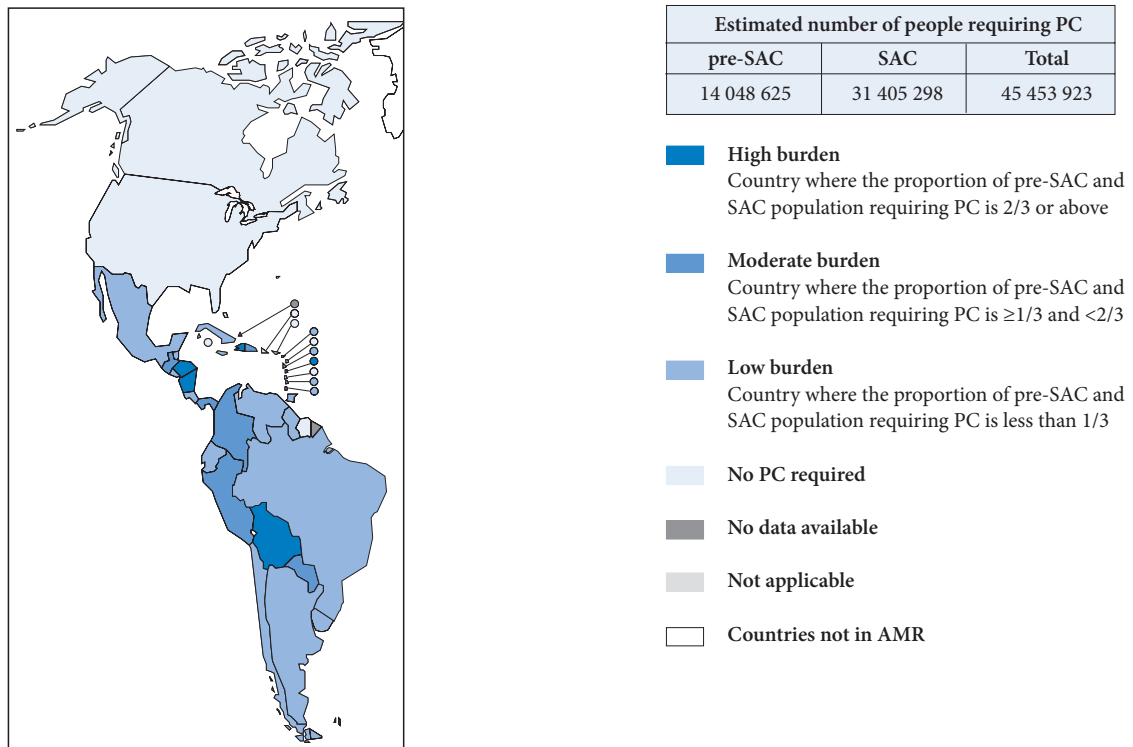 Estimated number of people requiring PC
pre-SAC SAC Total
14 048 625 31 405 298 45 453 923
High burden
Country where the proportion of pre-SAC and
SAC population requiring PC is 2/3 or above
Moderate burden
Country where the proportion of pre-SAC and
SAC population requiring PC is ≥1/3 and <2/3
Low burden
Country where the proportion of pre-SAC and
SAC population requiring PC is less than 1/3
No PC required
No data available
Not applicable
Countries not in AMR